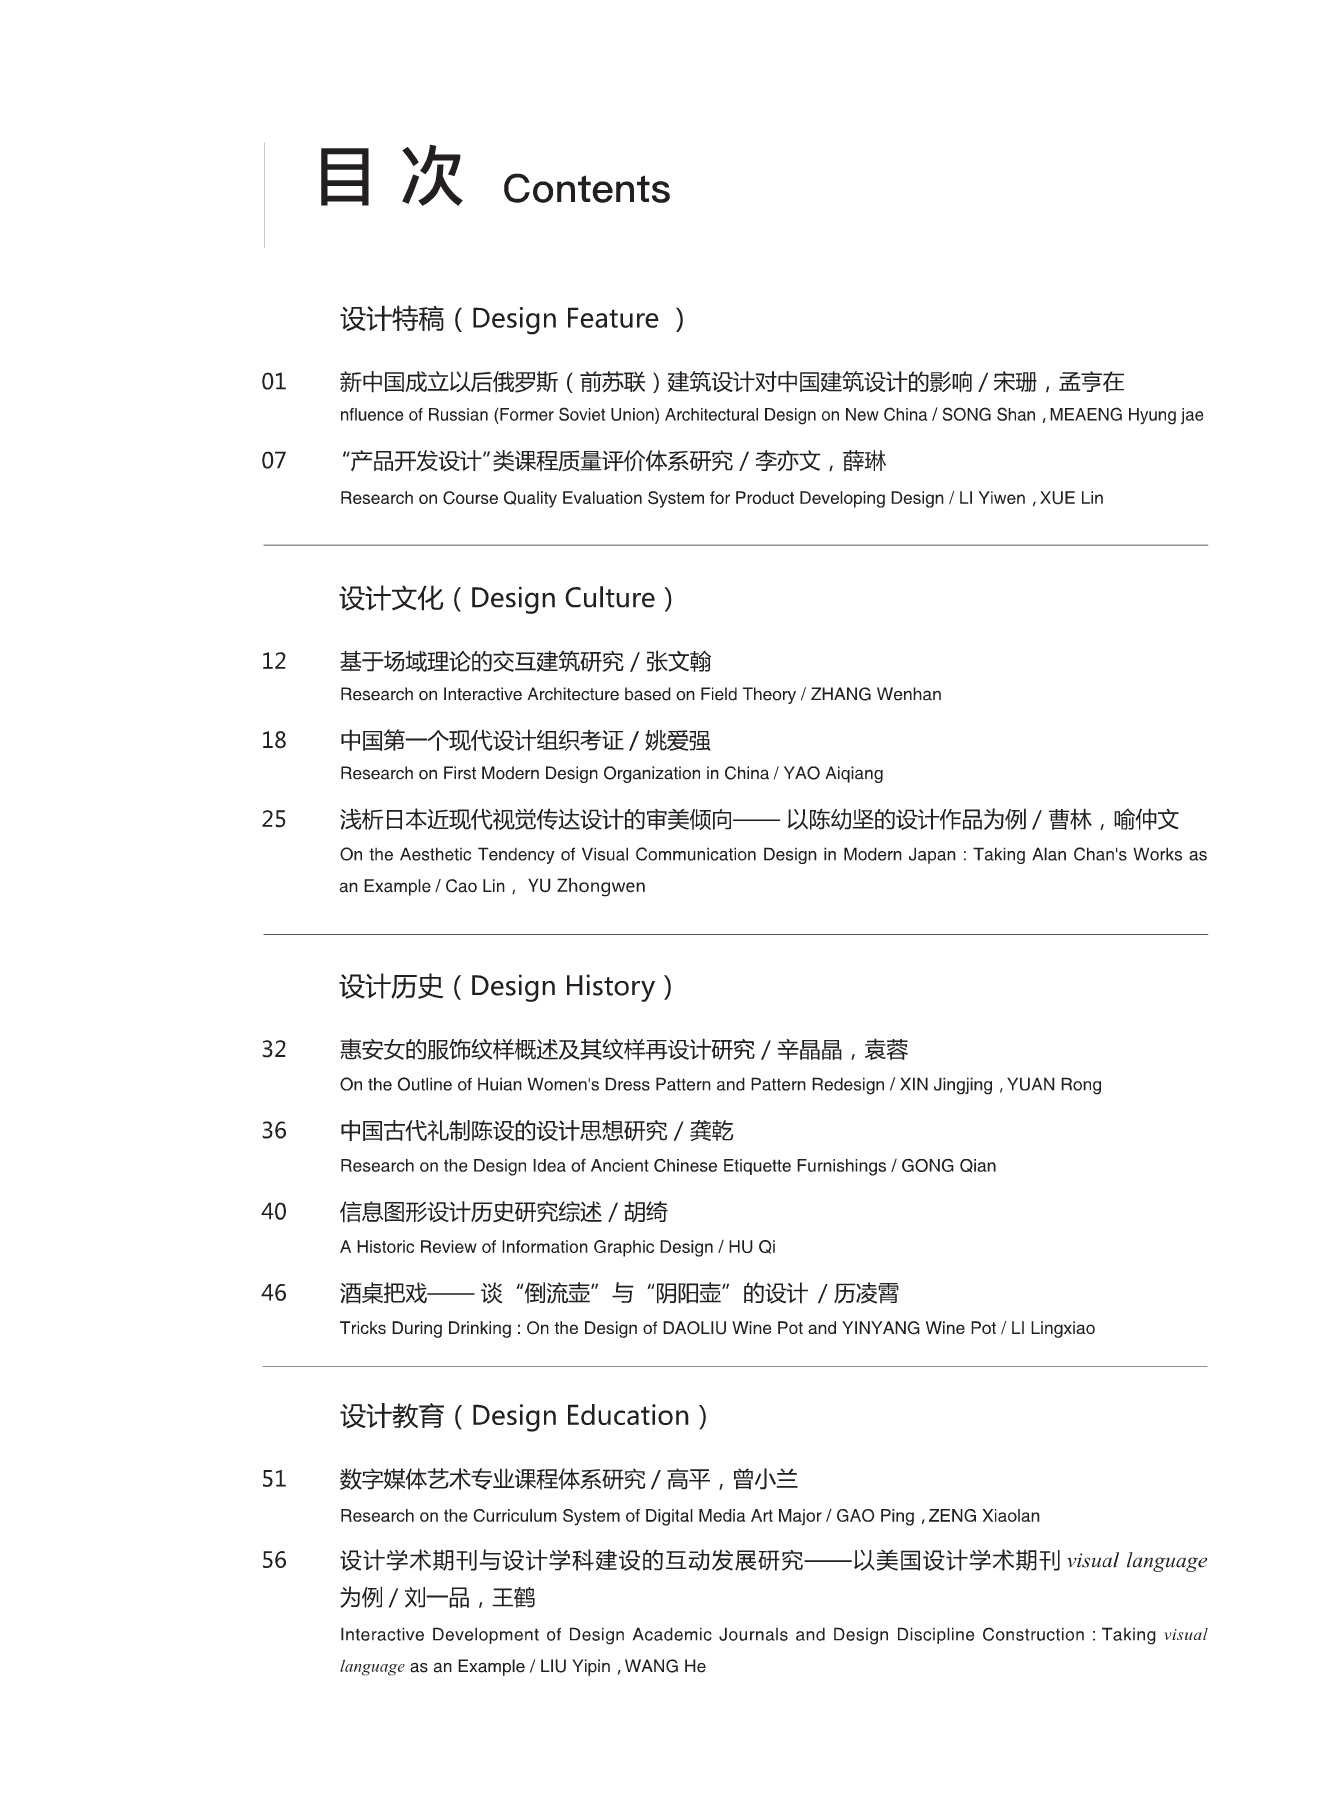 目 次 Contents
设计特稿（Design Feature ）
01 新中国成立以后俄罗斯（前苏联）建筑设计对中国建筑设计的影响 / 宋珊，孟亨在
nfluence of Russian (Former Soviet Union) Architectural Design on New China / SONG Shan , MEAENG Hyung jae
07 “产品开发设计”类课程质量评价体系研究 / 李亦文，薛琳
Research on Course Quality Evaluation System for Product Developing Design / LI Yiwen , XUE Lin
设计文化（Design Culture）
12 基于场域理论的交互建筑研究 / 张文翰
Research on Interactive Architecture based on Field Theory / ZHANG Wenhan
18 中国第一个现代设计组织考证 / 姚爱强
Research on First Modern Design Organization in China / YAO Aiqiang
25 浅析日本近现代视觉传达设计的审美倾向—— 以陈幼坚的设计作品为例 / 曹林，喻仲文
On the Aesthetic Tendency of Visual Communication Design in Modern Japan : Taking Alan Chan's Works as
an Example / Cao Lin , YU Zhongwen
设计历史（Design History）
32 惠安女的服饰纹样概述及其纹样再设计研究 / 辛晶晶，袁蓉
On the Outline of Huian Women's Dress Pattern and Pattern Redesign / XIN Jingjing , YUAN Rong
36 中国古代礼制陈设的设计思想研究 / 龚乾
Research on the Design Idea of Ancient Chinese Etiquette Furnishings / GONG Qian
40 信息图形设计历史研究综述 / 胡绮
A Historic Review of Information Graphic Design / HU Qi
46 酒桌把戏—— 谈“倒流壶”与“阴阳壶”的设计 / 历凌霄
Tricks During Drinking : On the Design of DAOLIU Wine Pot and YINYANG Wine Pot / LI Lingxiao
设计教育（Design Education）
51 数字媒体艺术专业课程体系研究 / 高平，曾小兰
Research on the Curriculum System of Digital Media Art Major / GAO Ping , ZENG Xiaolan
56 设计学术期刊与设计学科建设的互动发展研究——以美国设计学术期刊 visual language
为例 / 刘一品，王鹤
Interactive Development of Design Academic Journals and Design Discipline Construction : Taking visual
language as an Example / LIU Yipin , WANG He